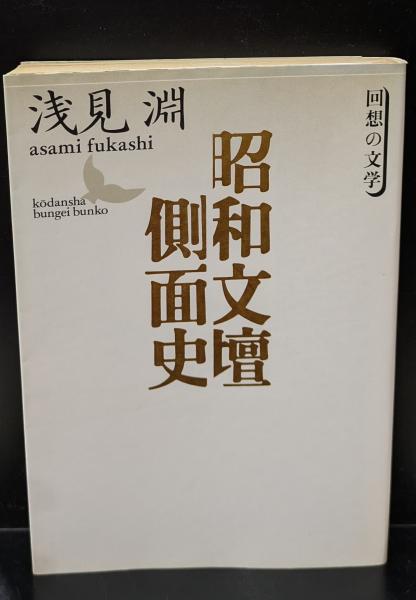 浅見 淵
asami fukashi
kōdansha
bungei bunko
回想の文学
昭和文壇
側面史